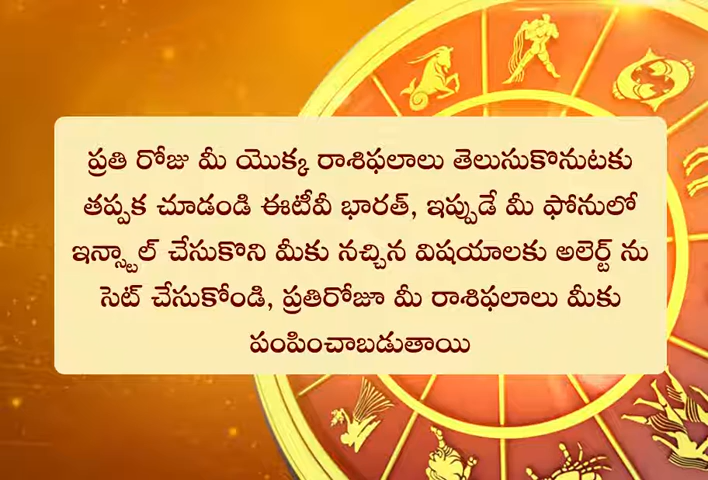 ప్రతి రోజు మీ యొక్క రాశిఫలాలు తెలుసుకొనుటకు
తప్పక చూడండి ఈటీవీ భారత్, ఇప్పుడే మీ ఫోనులో
ఇన్స్టాల్ చేసుకొని మీకు నచ్చిన విషయాలకు అలెర్ట్ ను
సెట్ చేసుకోండి, ప్రతిరోజూ మీ రాశిఫలాలు మీకు
పంపించాబడుతాయి